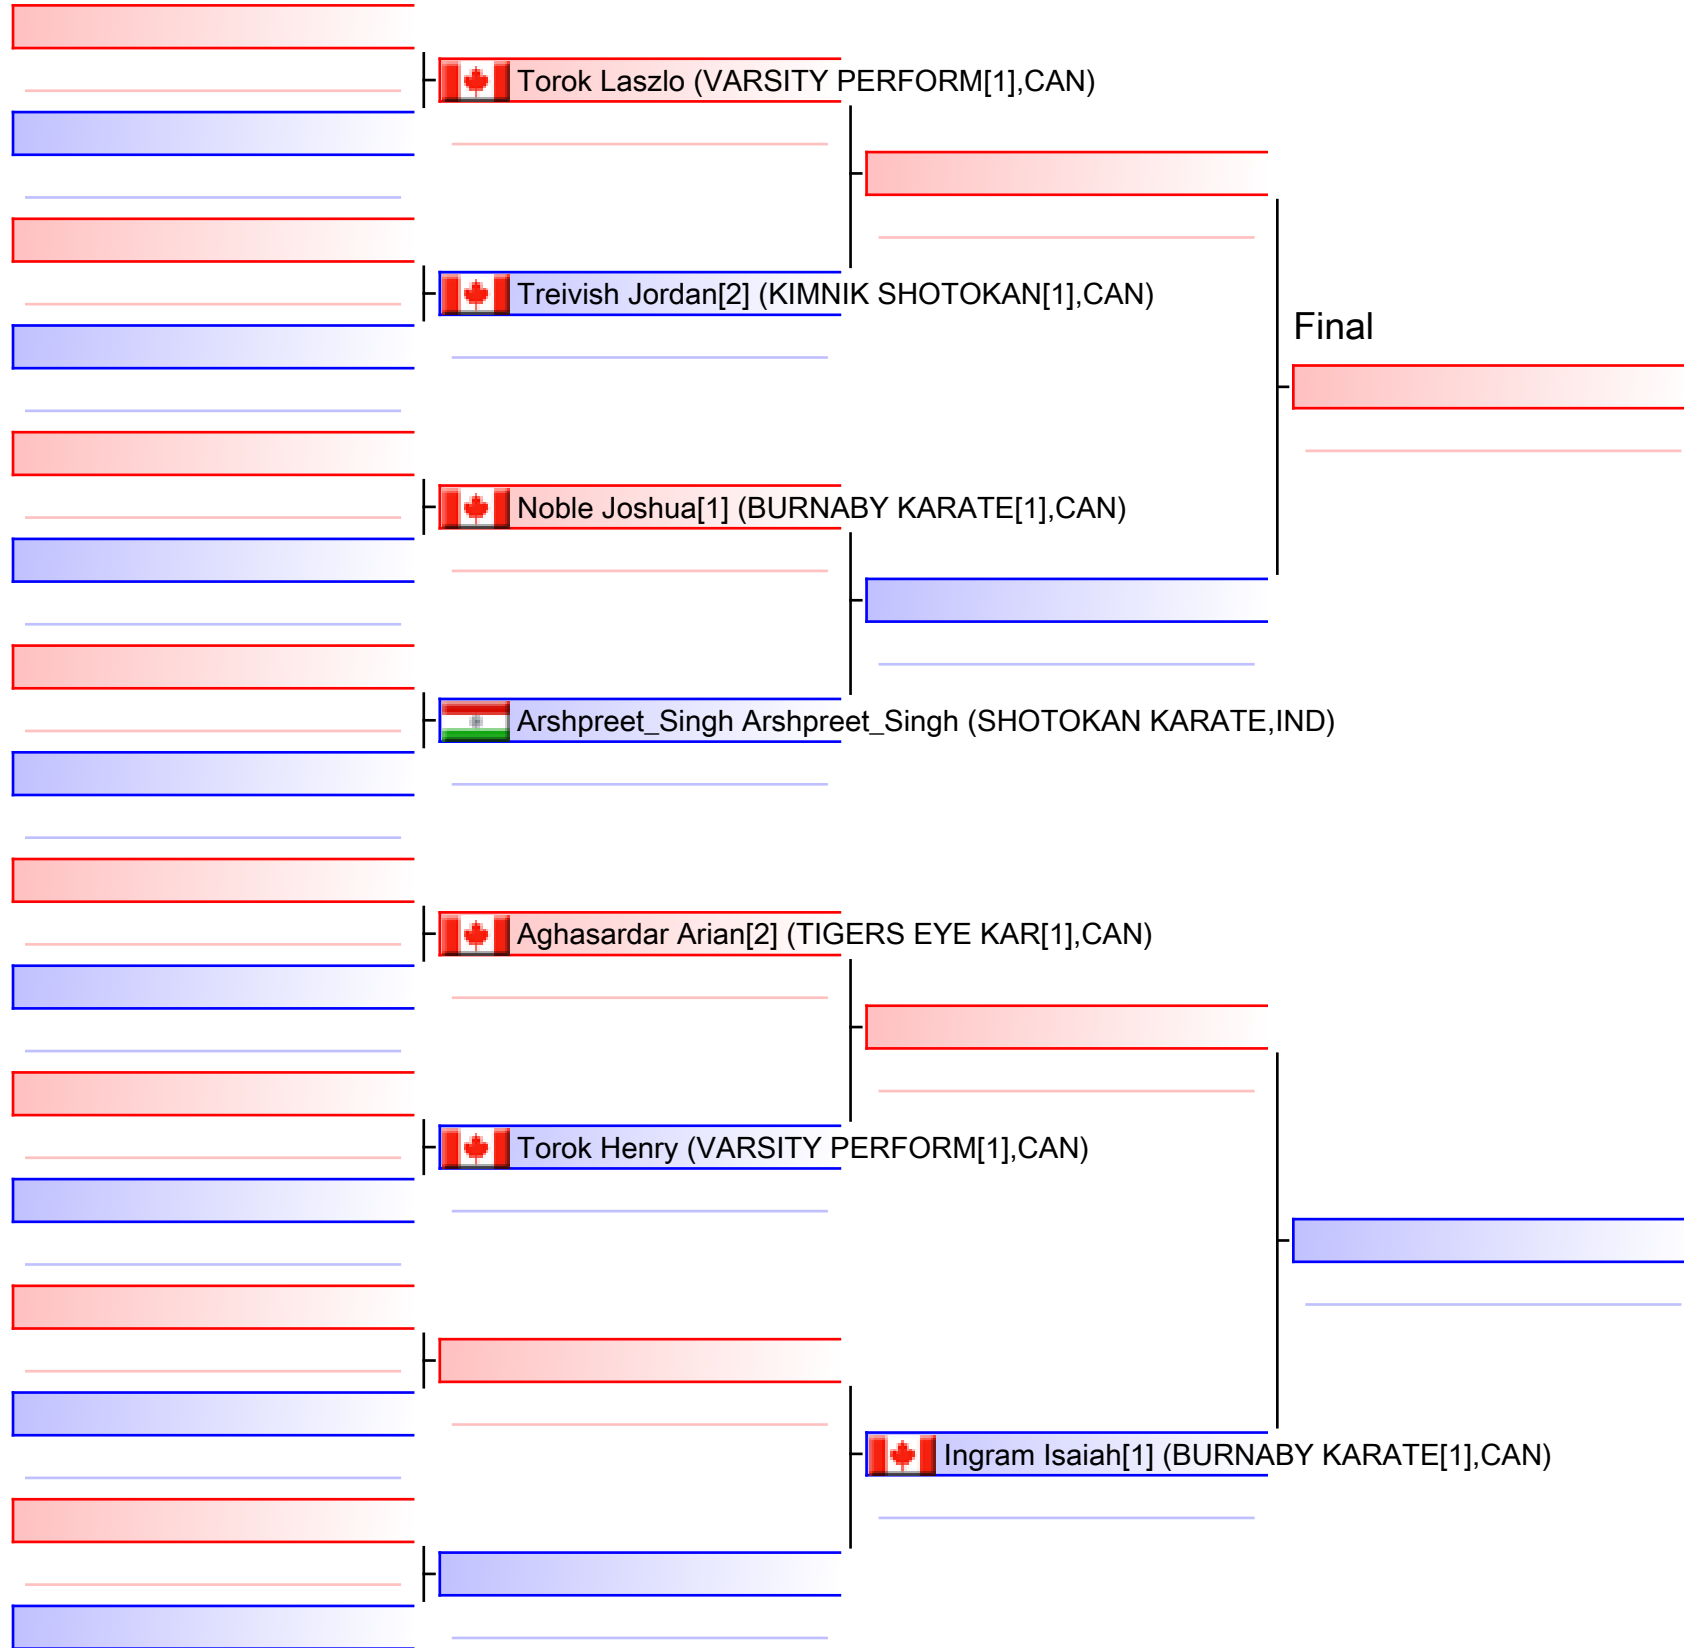 Torok Laszlo (VARSITY PERFORM[1],CAN)
Treivish Jordan[2] (KIMNIK SHOTOKAN[1],CAN)
Final
Noble Joshua[1] (BURNABY KARATE[1],CAN)
Arshpreet_Singh Arshpreet_Singh (SHOTOKAN KARATE,IND)
Aghasardar Arian[2] (TIGERS EYE KAR[1],CAN)
Torok Henry (VARSITY PERFORM[1],CAN)
Ingram Isaiah[1] (BURNABY KARATE[1],CAN)